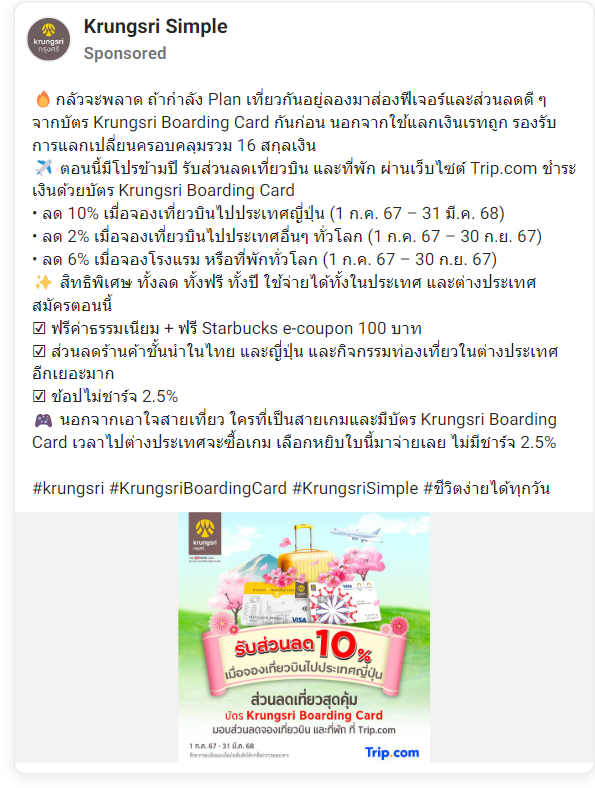 Krungsri Simple
Sponsored
krungsri
กรุงศรี
🔥 กลัวจะพลาด ถ้ากำลัง Plan เที่ยวกันอยู่ลองมาส่องฟีเจอร์และส่วนลดดี ๆ
จากบัตร Krungsri Boarding Card กันก่อน นอกจากใช้แลกเงินเรทถูก รองรับ
การแลกเปลี่ยนครอบคลุมรวม 16 สกุลเงิน
✈️ ตอนนี้มีโปรข้ามปี รับส่วนลดเที่ยวบิน และที่พัก ผ่านเว็บไซต์ Trip.com ชำระ
เงินด้วยบัตร Krungsri Boarding Card
• ลด 10% เมื่อจองเที่ยวบินไปประเทศญี่ปุ่น (1 ก.ค. 67 – 31 มี.ค. 68)
• ลด 2% เมื่อจองเที่ยวบินไปประเทศอื่นๆ ทั่วโลก (1 ก.ค. 67 – 30 ก.ย. 67)
• ลด 6% เมื่อจองโรงแรม หรือที่พักทั่วโลก (1 ก.ค. 67 – 30 ก.ย. 67)
✨ สิทธิพิเศษ ทั้งลด ทั้งฟรี ทั้งปี ใช้จ่ายได้ทั้งในประเทศ และต่างประเทศ
สมัครตอนนี้
☑ ฟรีค่าธรรมเนียม + ฟรี Starbucks e-coupon 100 บาท
☑ ส่วนลดร้านค้าชั้นนำในไทย และญี่ปุ่น และกิจกรรมท่องเที่ยวในต่างประเทศ
อีกเยอะมาก
☑ ช้อปไม่ชาร์จ 2.5%
🎮 นอกจากเอาใจสายเที่ยว ใครที่เป็นสายเกมและมีบัตร Krungsri Boarding
Card เวลาไปต่างประเทศจะซื้อเกม เลือกหยิบใบนี้มาจ่ายเลย ไม่มีชาร์จ 2.5%
#krungsri #KrungsriBoardingCard #KrungsriSimple #ชีวิตง่ายได้ทุกวัน
krungsri
กรุงศรี
VISA
VISA
รับส่วนลด 10%
เมื่อจองเที่ยวบินไปประเทศญี่ปุ่น
ส่วนลดเที่ยวสุดคุ้ม
บัตร Krungsri Boarding Card
มอบส่วนลดจองเที่ยวบิน และที่พัก ที่ Trip.com
1 ก.ค. 67 - 31 มี.ค. 68
Trip.com